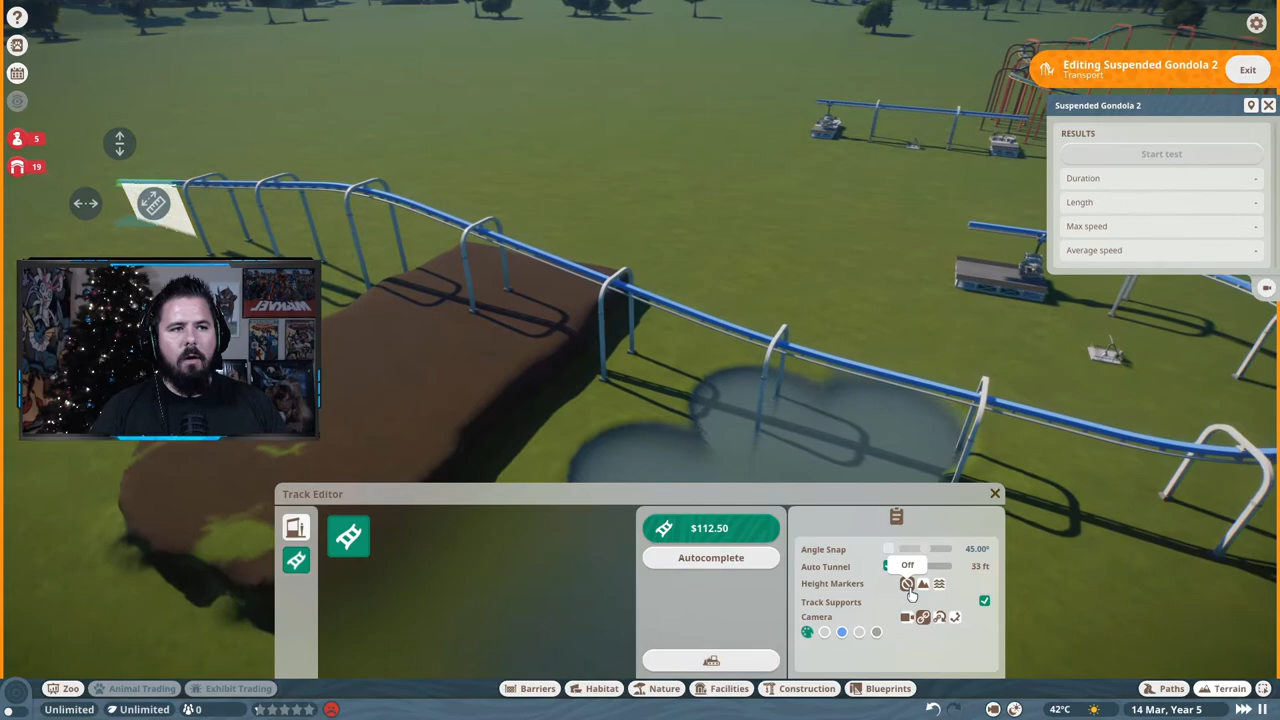 ?
Editing Suspended Gondola 2
Transport
Exit
Suspended Gondola 2
RESULTS
Start test
Duration -
Length -
Max speed -
Average speed -
5
19
MARVEL
Track Editor
$112.50
Autocomplete
Angle Snap 45.00°
Auto Tunnel 33 ft
Off
Height Markers
Track Supports
Camera
Zoo
Animal Trading
Exhibit Trading
Barriers
Habitat
Nature
Facilities
Construction
Blueprints
Paths
Terrain
Unlimited
Unlimited
0
42°C
14 Mar, Year 5